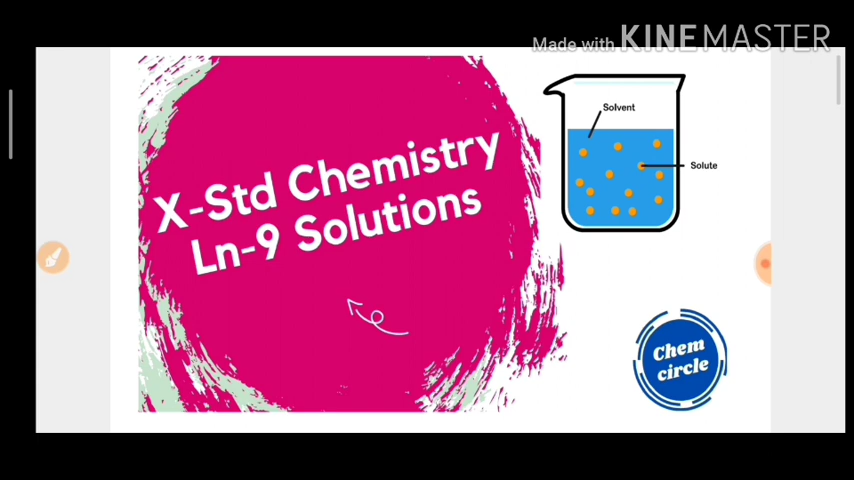 Made with KINEMASTER
X-Std Chemistry
Ln-9 Solutions
Solvent
Solute
Chem
circle